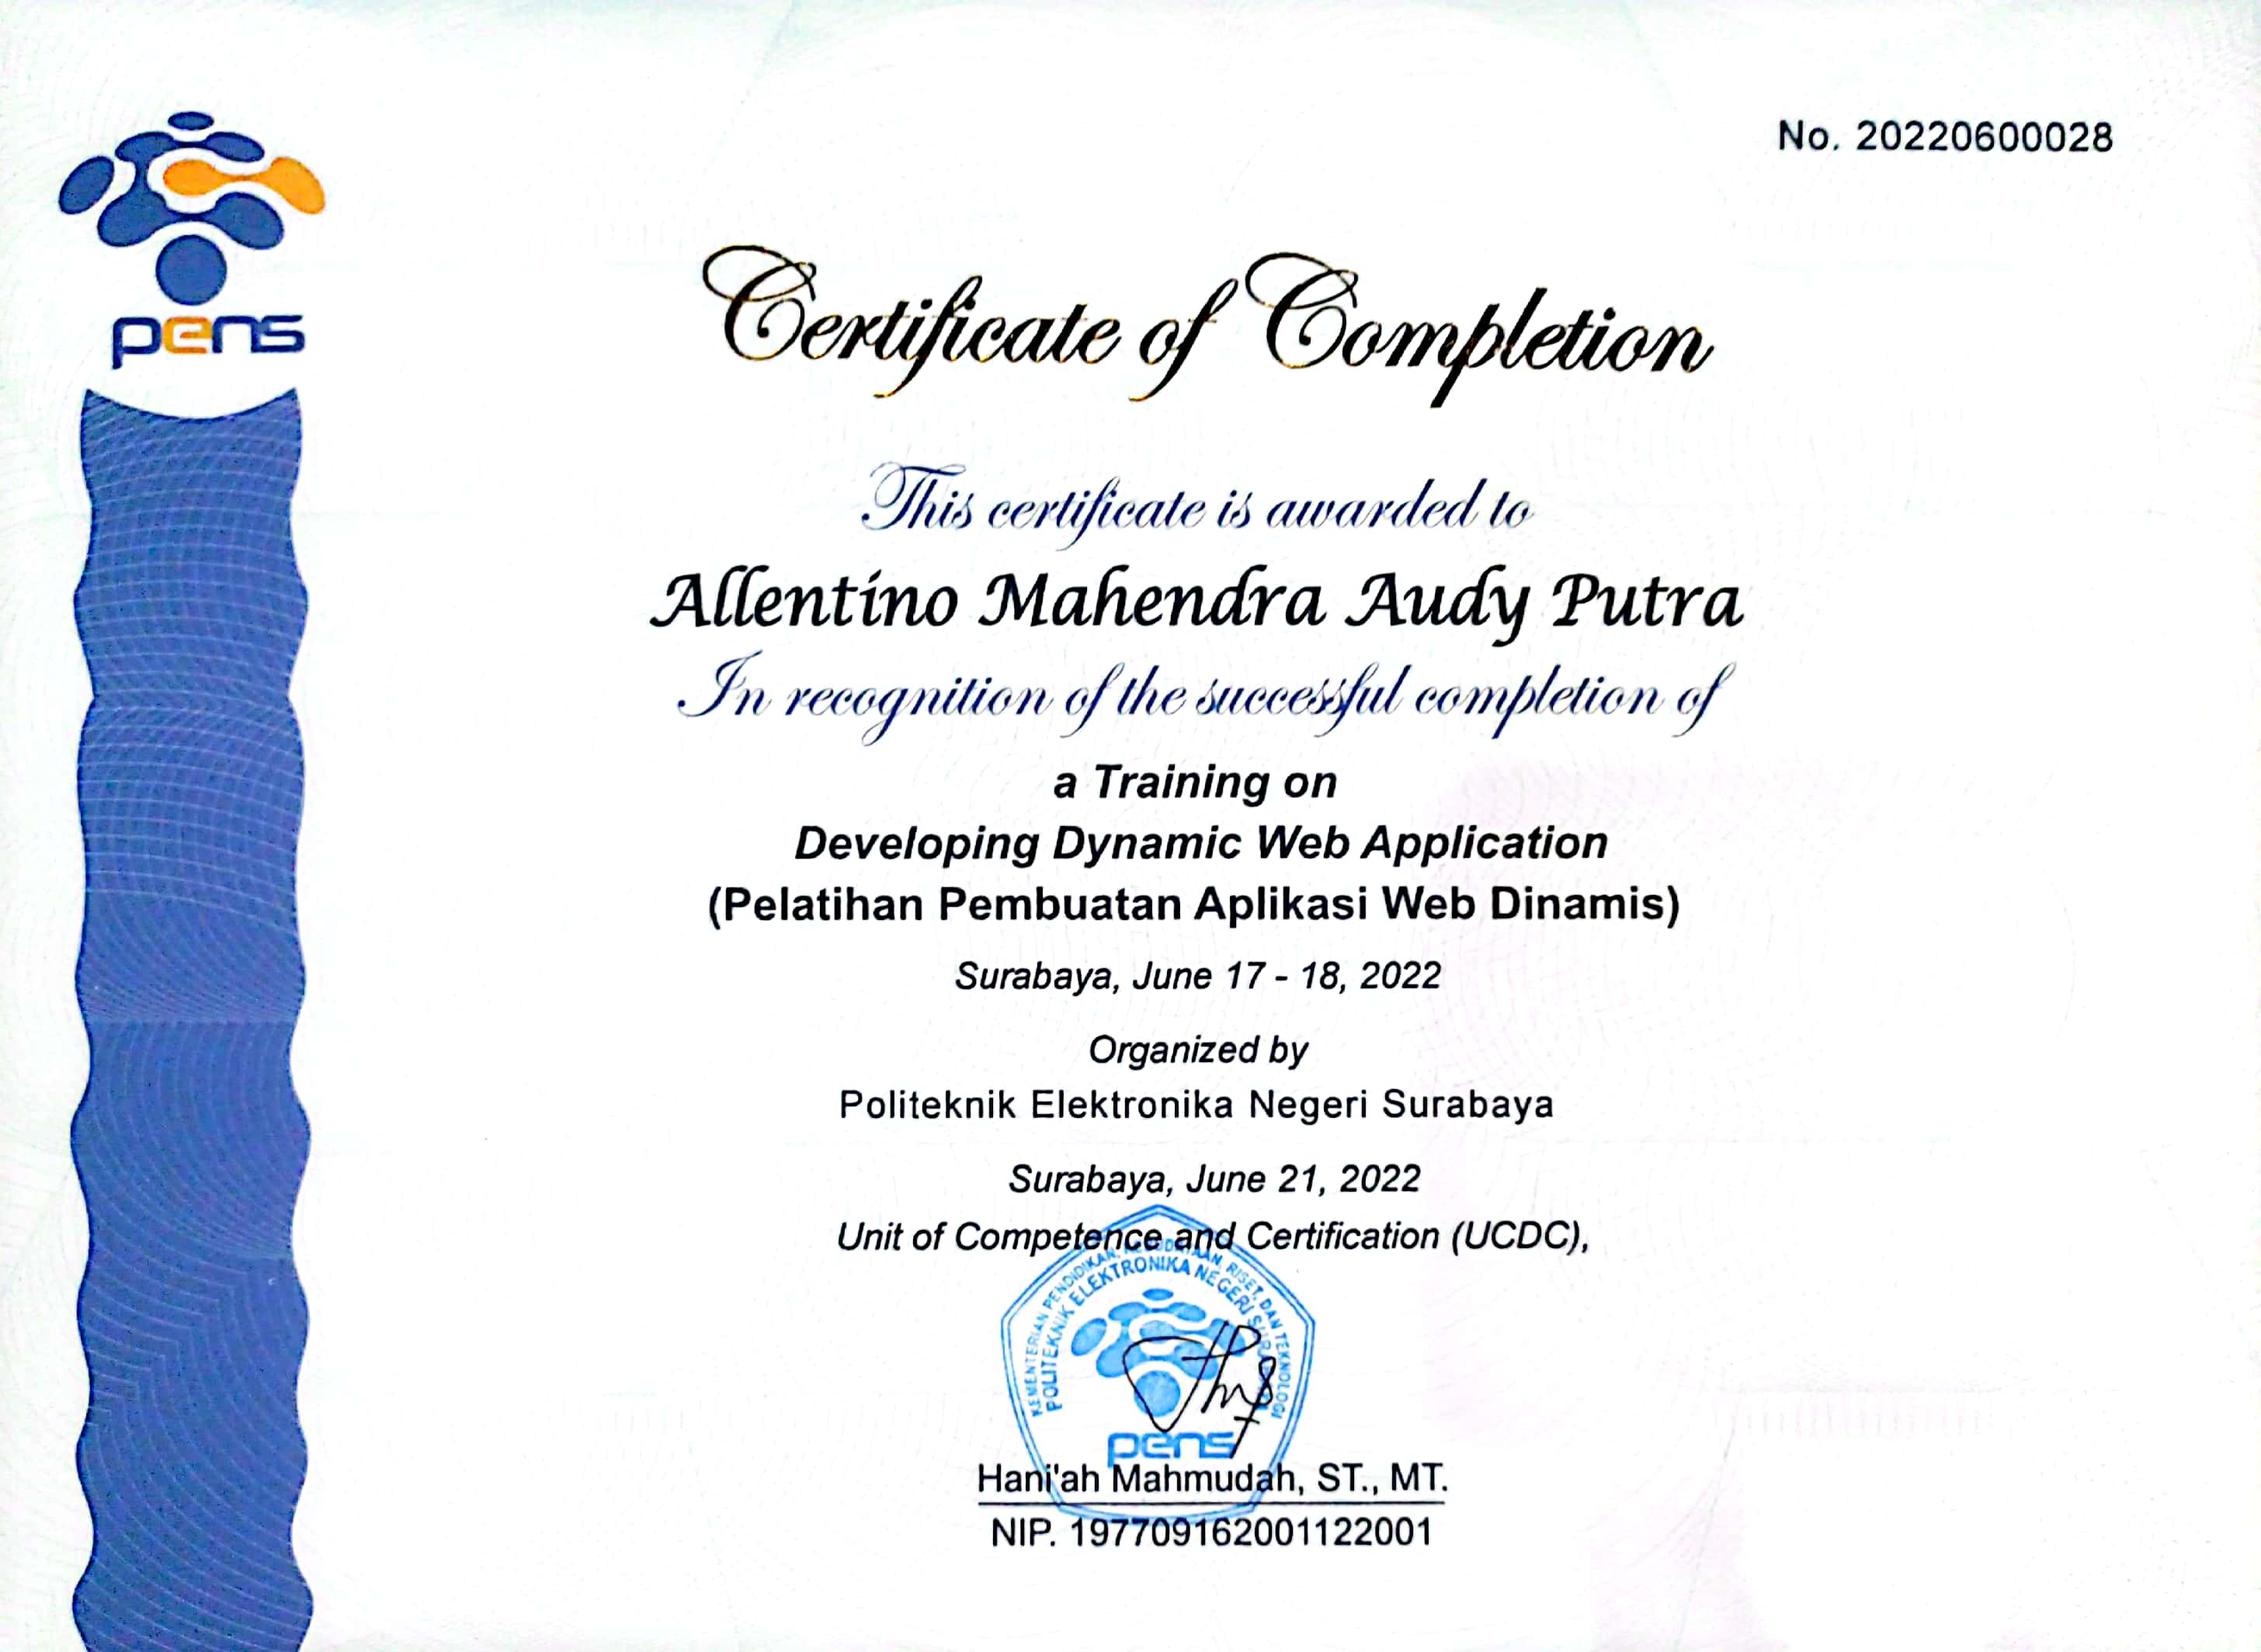 No. 20220600028
pens
Certificate of Completion
This certificate is awarded to
Allentino Mahendra Audy Putra
In recognition of the successful completion of
a Training on
Developing Dynamic Web Application
(Pelatihan Pembuatan Aplikasi Web Dinamis)
Surabaya, June 17 - 18, 2022
Organized by
Politeknik Elektronika Negeri Surabaya
Surabaya, June 21, 2022
Unit of Competence and Certification (UCDC),
KEMENTERIAN PENDIDIKAN, KEBUDAYAAN, RISET, DAN TEKNOLOGI
POLITEKNIK ELEKTRONIKA NEGERI
pens
Hani'ah Mahmudah, ST., MT.
NIP. 197709162001122001